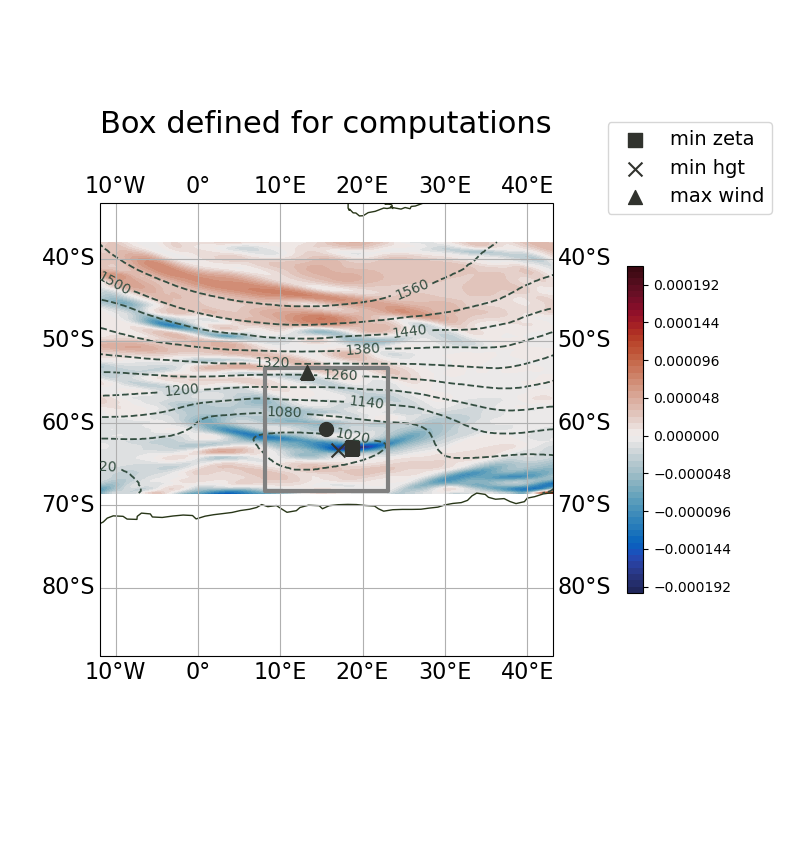 Box defined for computations
min zeta
min hgt
max wind
10°W 0° 10°E 20°E 30°E 40°E
40°S 40°S
50°S 50°S
60°S 60°S
70°S 70°S
80°S 80°S
10°W 0° 10°E 20°E 30°E 40°E
1500
1560
1440
1380
1320
1260
1200
1140
1080
1020
20
0.000192
0.000144
0.000096
0.000048
0.000000
−0.000048
−0.000096
−0.000144
−0.000192